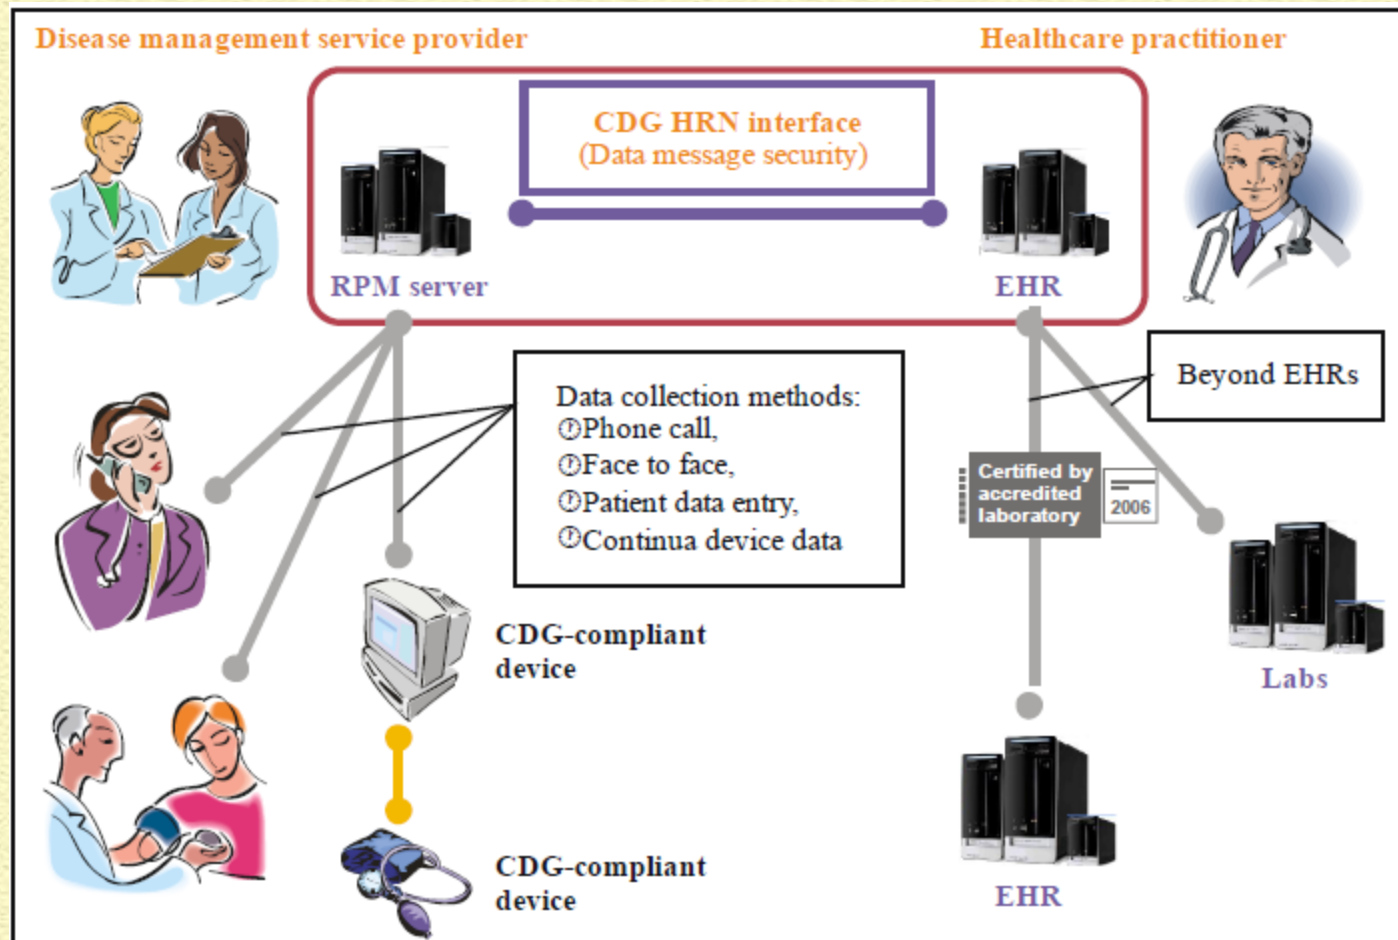 Disease management service provider
Healthcare practitioner
CDG HRN interface
(Data message security)
RPM server
EHR
Data collection methods:
Phone call,
Face to face,
Patient data entry,
Continua device data
Beyond EHRs
Certified by
accredited
laboratory
2006
CDG-compliant
device
Labs
CDG-compliant
device
EHR